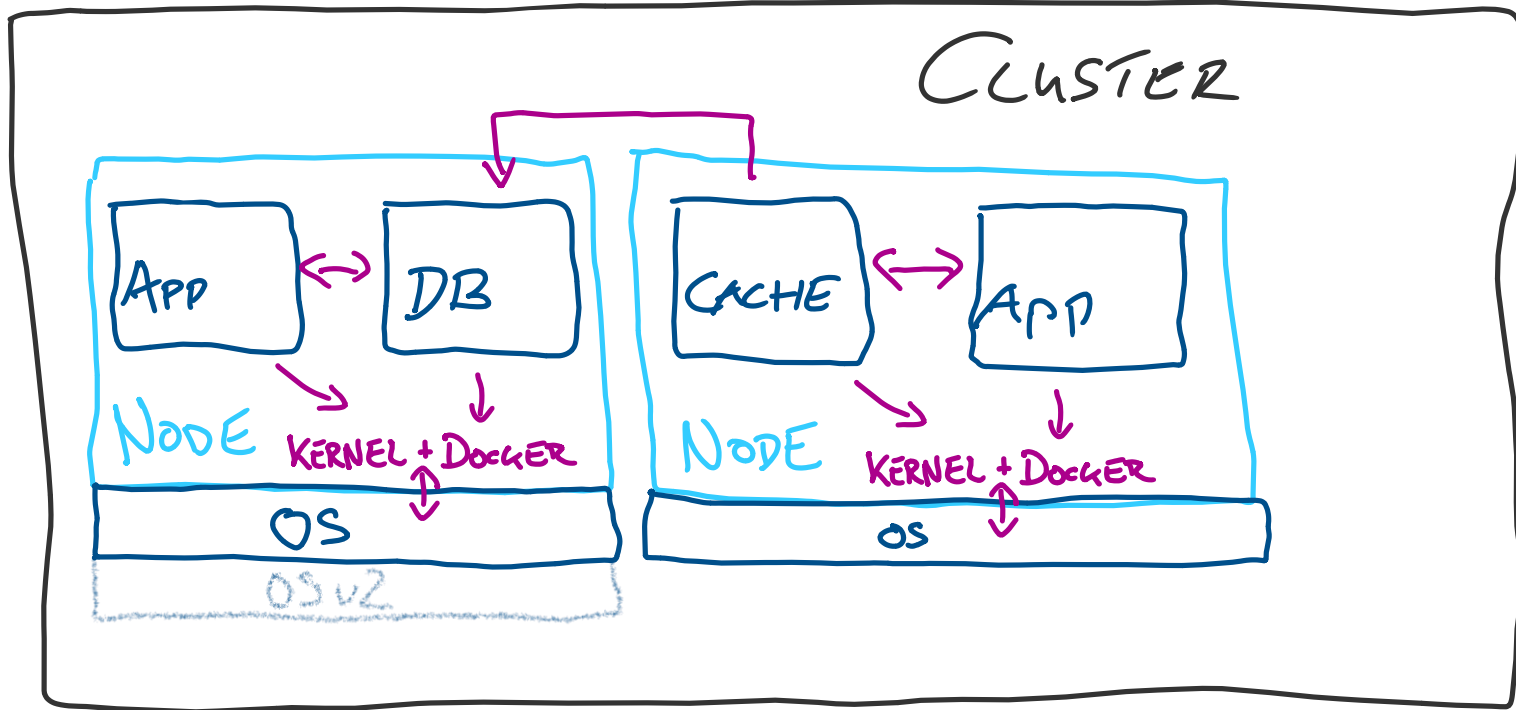 CLUSTER
APP
DB
CACHE
APP
NODE
KERNEL + DOCKER
NODE
KERNEL + DOCKER
OS
OS
OS v2